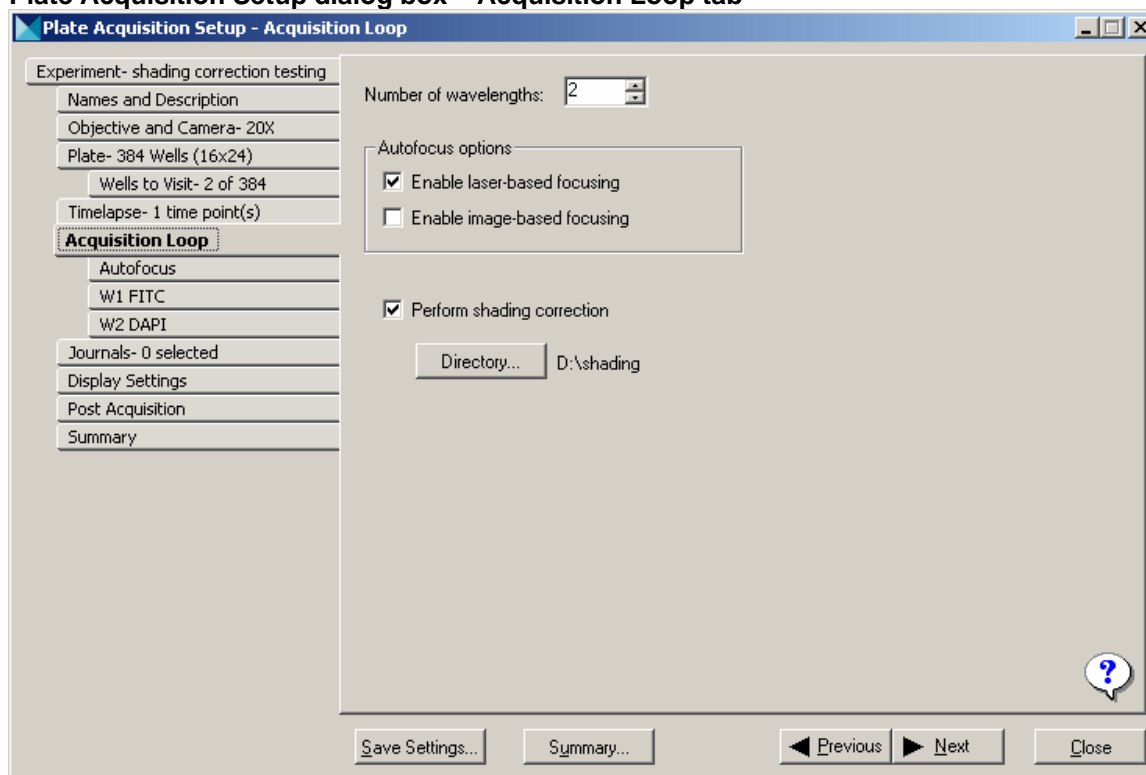 Plate Acquisition Setup dialog box – Acquisition Loop tab
Plate Acquisition Setup - Acquisition Loop
Experiment- shading correction testing
Names and Description
Objective and Camera- 20X
Plate- 384 Wells (16x24)
Wells to Visit- 2 of 384
Timelapse- 1 time point(s)
Acquisition Loop
Autofocus
W1 FITC
W2 DAPI
Journals- 0 selected
Display Settings
Post Acquisition
Summary
Number of wavelengths: 2
Autofocus options
Enable laser-based focusing
Enable image-based focusing
Perform shading correction
Directory... D:\shading
?
Save Settings... Summary... Previous Next Close